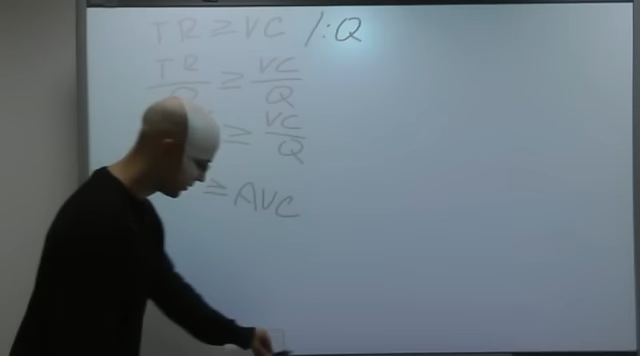 TR ≥ VC /:Q
TR/Q ≥ VC/Q
≥ VC/Q
≥ AVC